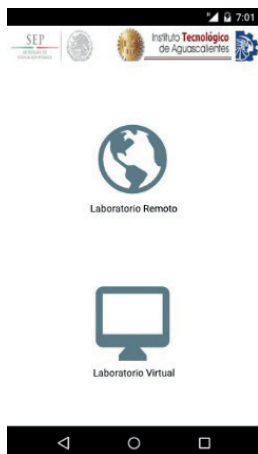 7:01
SEP
Instituto Tecnológico
de Aguascalientes
Laboratorio Remoto
Laboratorio Virtual